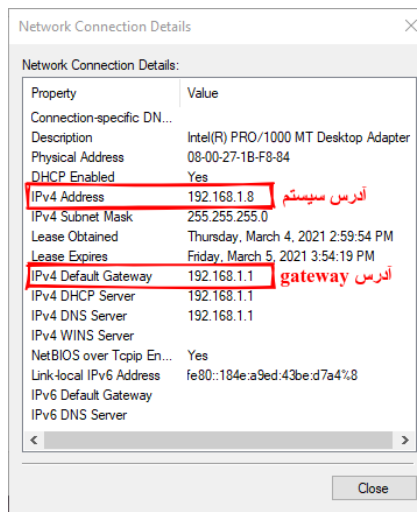 Network Connection Details
Network Connection Details:
Property Value
Connection-specific DN...
Description Intel(R) PRO/1000 MT Desktop Adapter
Physical Address 08-00-27-1B-F8-84
DHCP Enabled Yes
IPv4 Address 192.168.1.8 آدرس سیستم
IPv4 Subnet Mask 255.255.255.0
Lease Obtained Thursday, March 4, 2021 2:59:54 PM
Lease Expires Friday, March 5, 2021 3:54:19 PM
IPv4 Default Gateway 192.168.1.1 آدرس gateway
IPv4 DHCP Server 192.168.1.1
IPv4 DNS Server 192.168.1.1
IPv4 WINS Server
NetBIOS over Tcpip En... Yes
Link-local IPv6 Address fe80::184e:a9ed:43be:d7a4%8
IPv6 Default Gateway
IPv6 DNS Server
Close